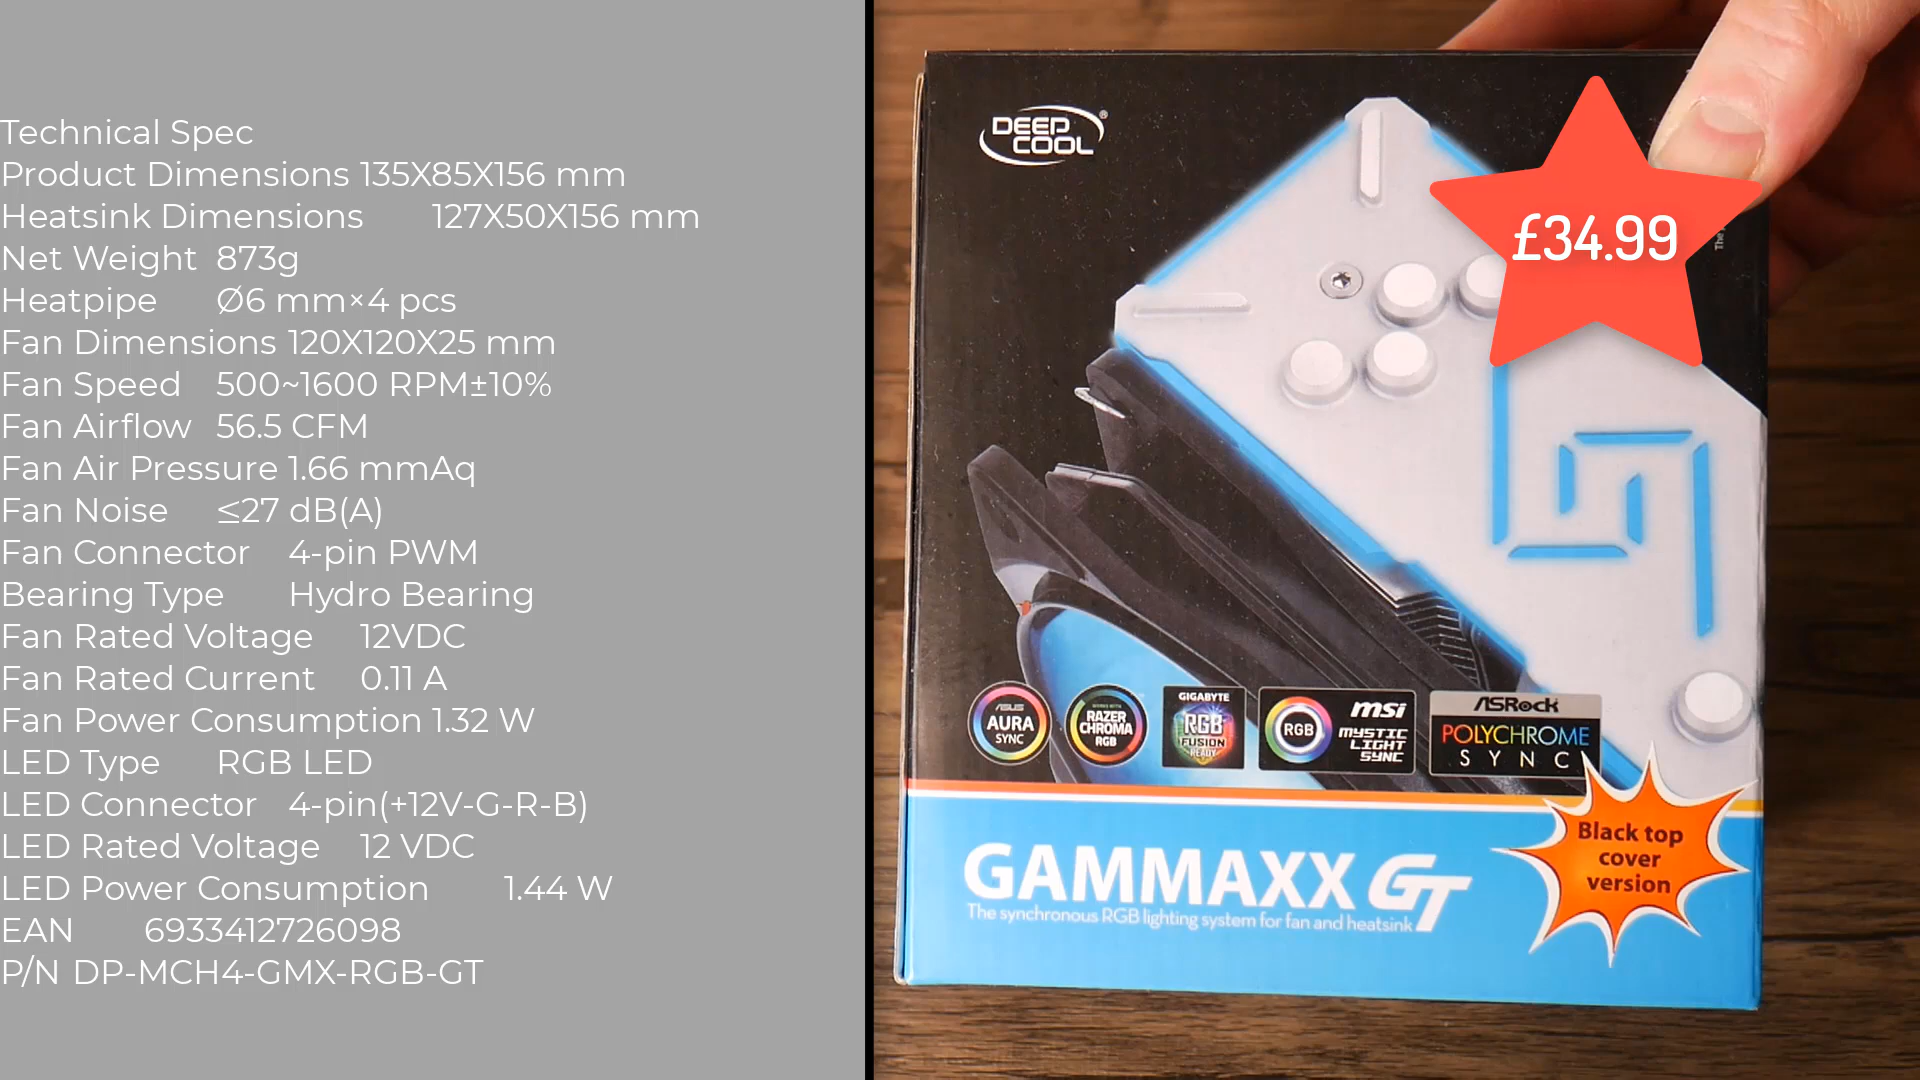 Technical Spec
Product Dimensions 135X85X156 mm
Heatsink Dimensions 127X50X156 mm
Net Weight 873g
Heatpipe Ø6 mm×4 pcs
Fan Dimensions 120X120X25 mm
Fan Speed 500~1600 RPM±10%
Fan Airflow 56.5 CFM
Fan Air Pressure 1.66 mmAq
Fan Noise ≤27 dB(A)
Fan Connector 4-pin PWM
Bearing Type Hydro Bearing
Fan Rated Voltage 12VDC
Fan Rated Current 0.11 A
Fan Power Consumption 1.32 W
LED Type RGB LED
LED Connector 4-pin(+12V-G-R-B)
LED Rated Voltage 12 VDC
LED Power Consumption 1.44 W
EAN 6933412726098
P/N DP-MCH4-GMX-RGB-GT
DEEP
COOL®
£34.99
The
ASUS
AURA
SYNC
WORKS WITH
RAZER
CHROMA
RGB
GIGABYTE
RGB
FUSION
READY
RGB
msi
MYSTIC
LIGHT
SYNC
ASRock
POLYCHROME
SYNC
Black top
cover
version
GAMMAXX GT
The synchronous RGB lighting system for fan and heatsink